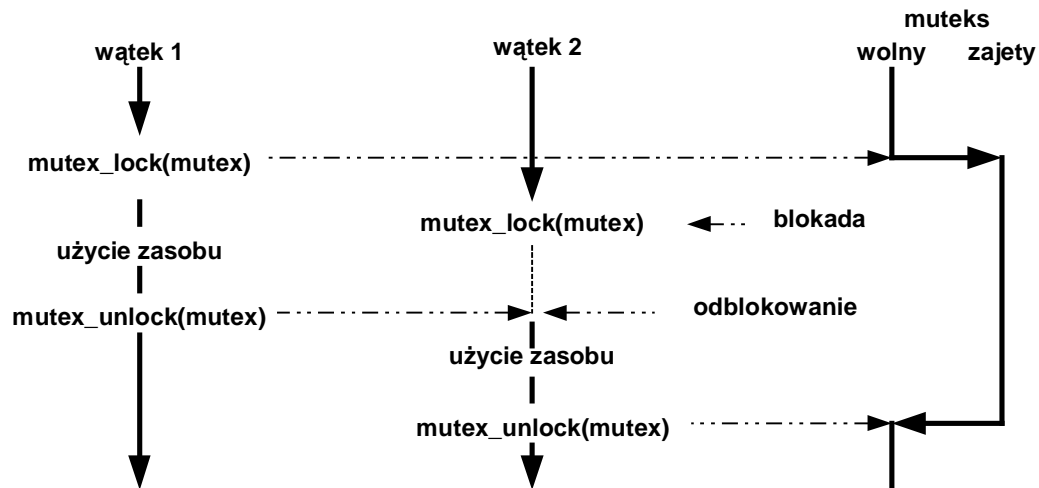 muteks
wątek 1
wątek 2
wolny
zajety
mutex_lock(mutex)
mutex_lock(mutex)
blokada
użycie zasobu
mutex_unlock(mutex)
odblokowanie
użycie zasobu
mutex_unlock(mutex)